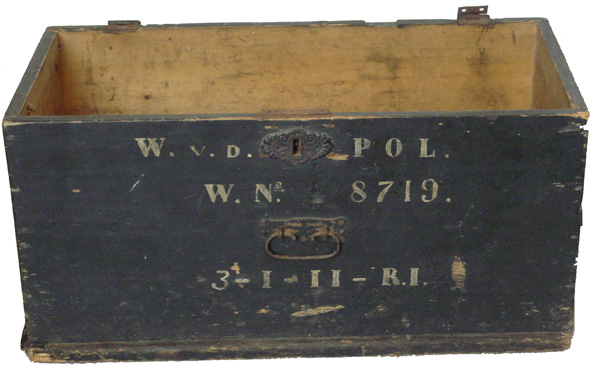 W. V. D. POL.
W. Nº. 8719.
3-I-II-R.I.